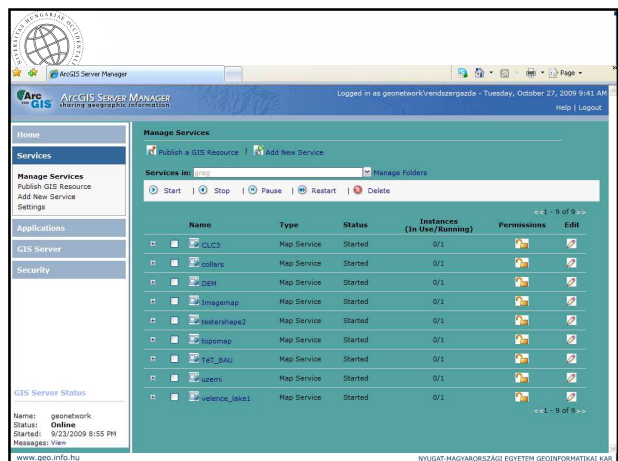 UNIVERSITAS HUNGARIAE OCCIDENTALIS
ArcGIS Server Manager
Page
Arc GIS ArcGIS Server Manager
sharing geographic information
Logged in as geonetwork\rendszergazda - Tuesday, October 27, 2009 9:41 AM
Help | Logout
Home
Services
Manage Services
Publish GIS Resource
Add New Service
Settings
Applications
GIS Server
Security
GIS Server Status
Name: geonetwork
Status: Online
Started: 9/23/2009 8:55 PM
Messages: View
Manage Services
Publish a GIS Resource | Add New Service
Services in: greg Manage Folders
Start | Stop | Pause | Restart | Delete
<<1 - 9 of 9>>
Name Type Status Instances (In Use/Running) Permissions Edit
CLC3 Map Service Started 0/1
collars Map Service Started 0/1
DEM Map Service Started 0/1
Imagemap Map Service Started 0/1
testershape2 Map Service Started 0/1
topomap Map Service Started 0/1
TéT_BAU Map Service Started 0/1
uzemi Map Service Started 0/1
velence_lake1 Map Service Started 0/1
<<1 - 9 of 9>>
www.geo.info.hu
NYUGAT-MAGYARORSZÁGI EGYETEM GEOINFORMATIKAI KAR